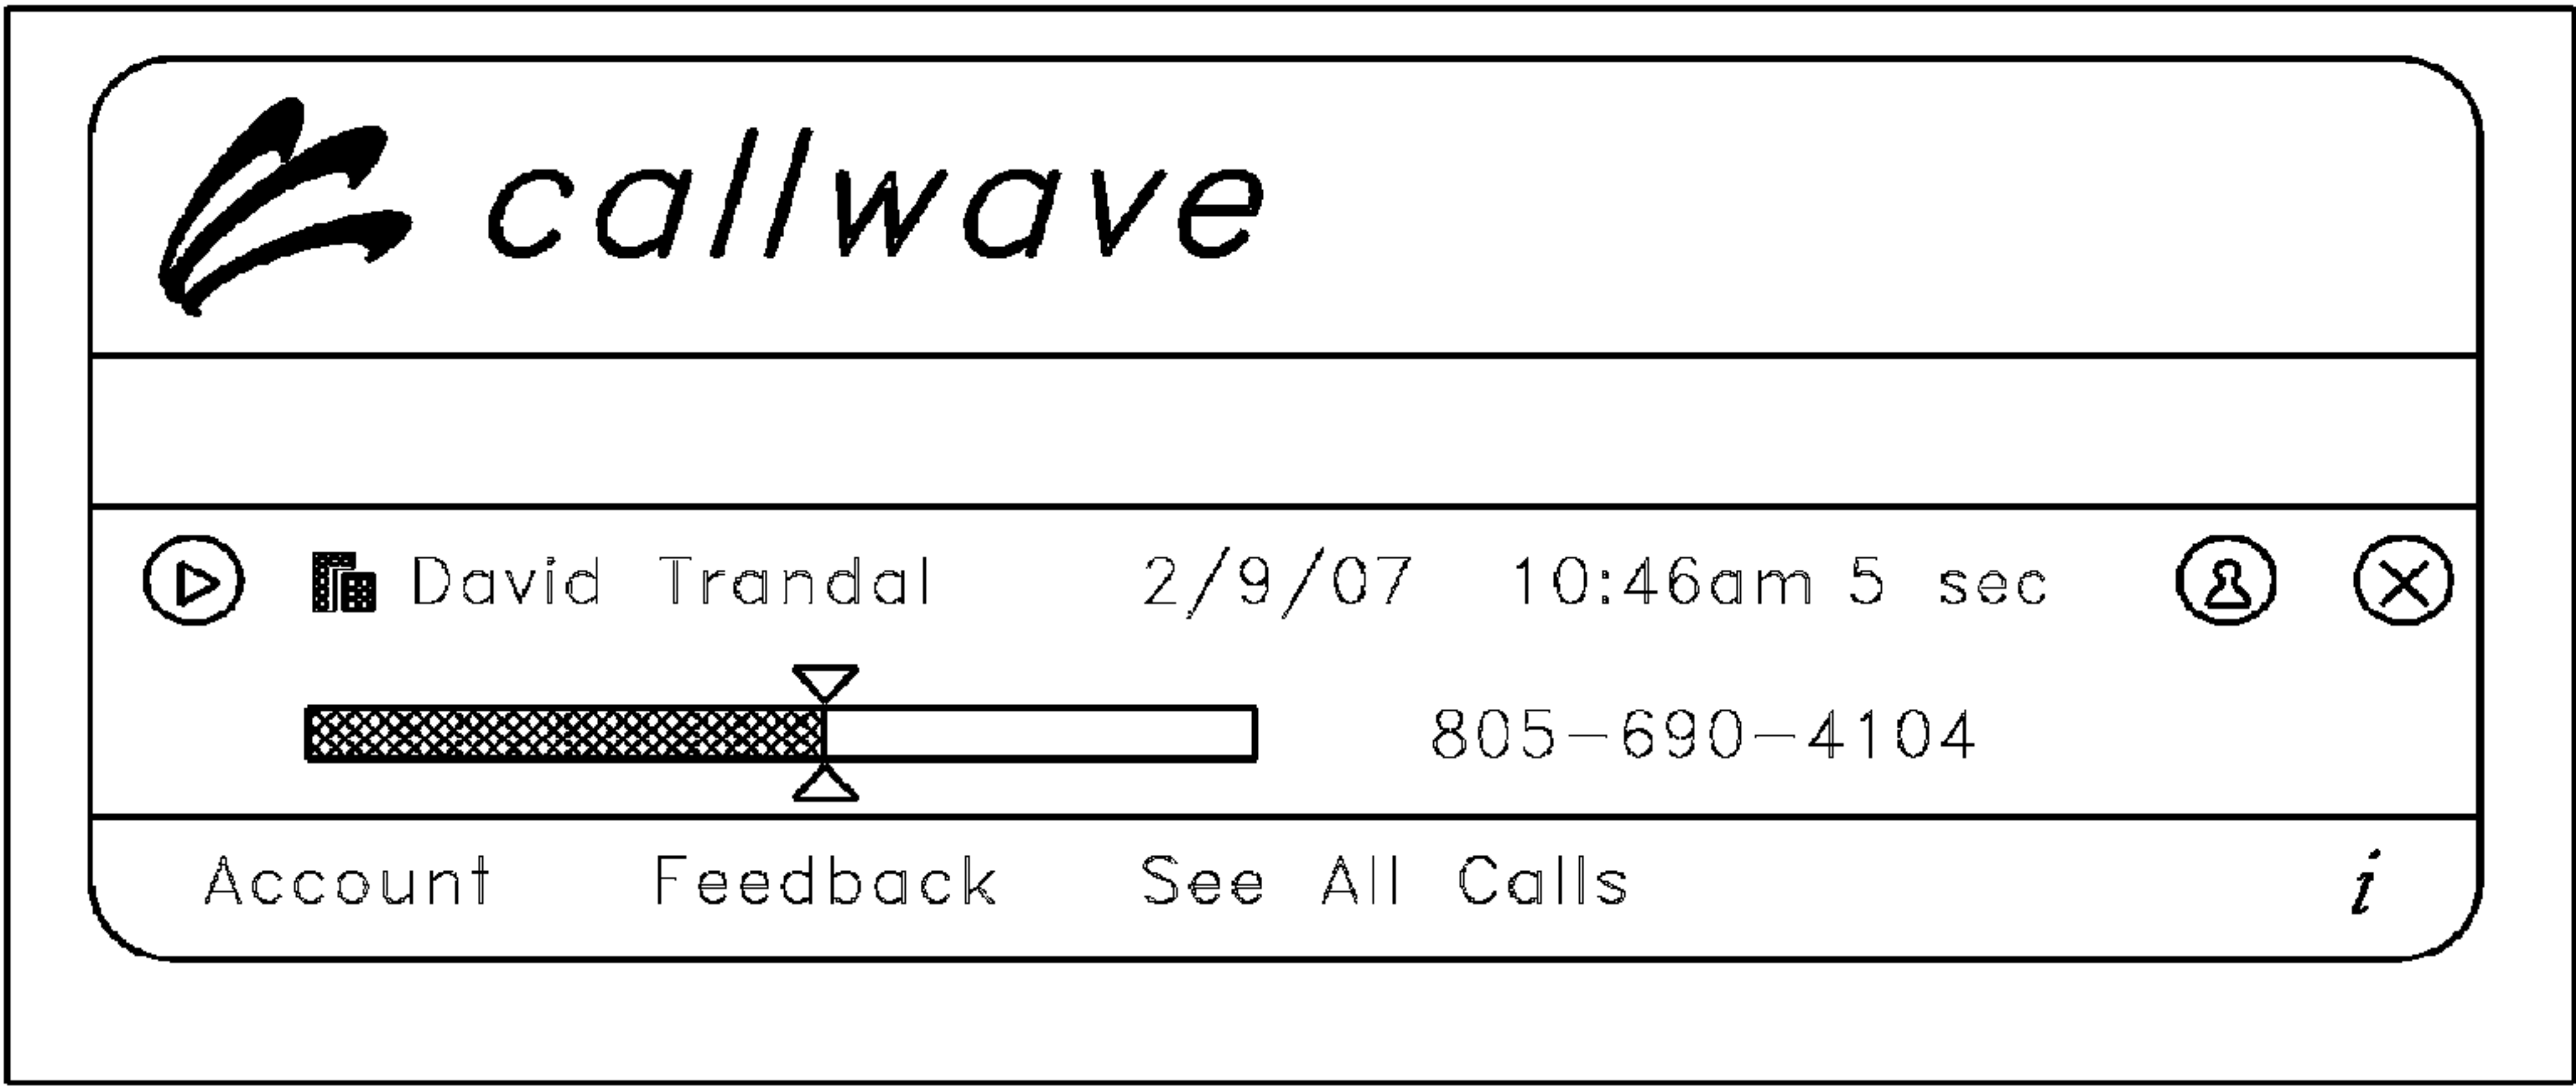 callwave
David Trandal 2/9/07 10:46am 5 sec
805-690-4104
Account Feedback See All Calls i